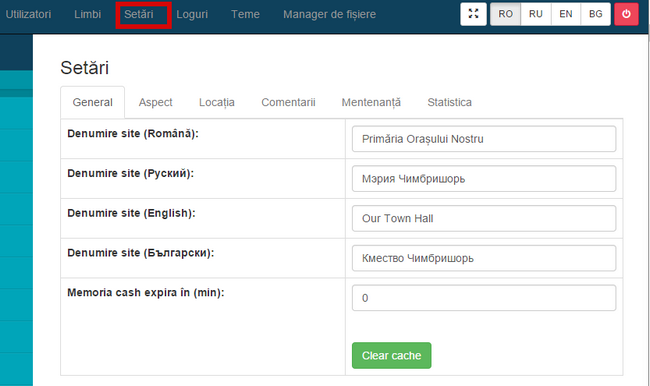 Utilizatori Limbi Setări Loguri Teme Manager de fișiere RO RU EN BG
Setări
General Aspect Locația Comentarii Mentenanță Statistica
Denumire site (Română): Primăria Orașului Nostru
Denumire site (Руский): Мэрия Чимбришорь
Denumire site (English): Our Town Hall
Denumire site (Български): Кмество Чимбришорь
Memoria cash expira în (min): 0
Clear cache